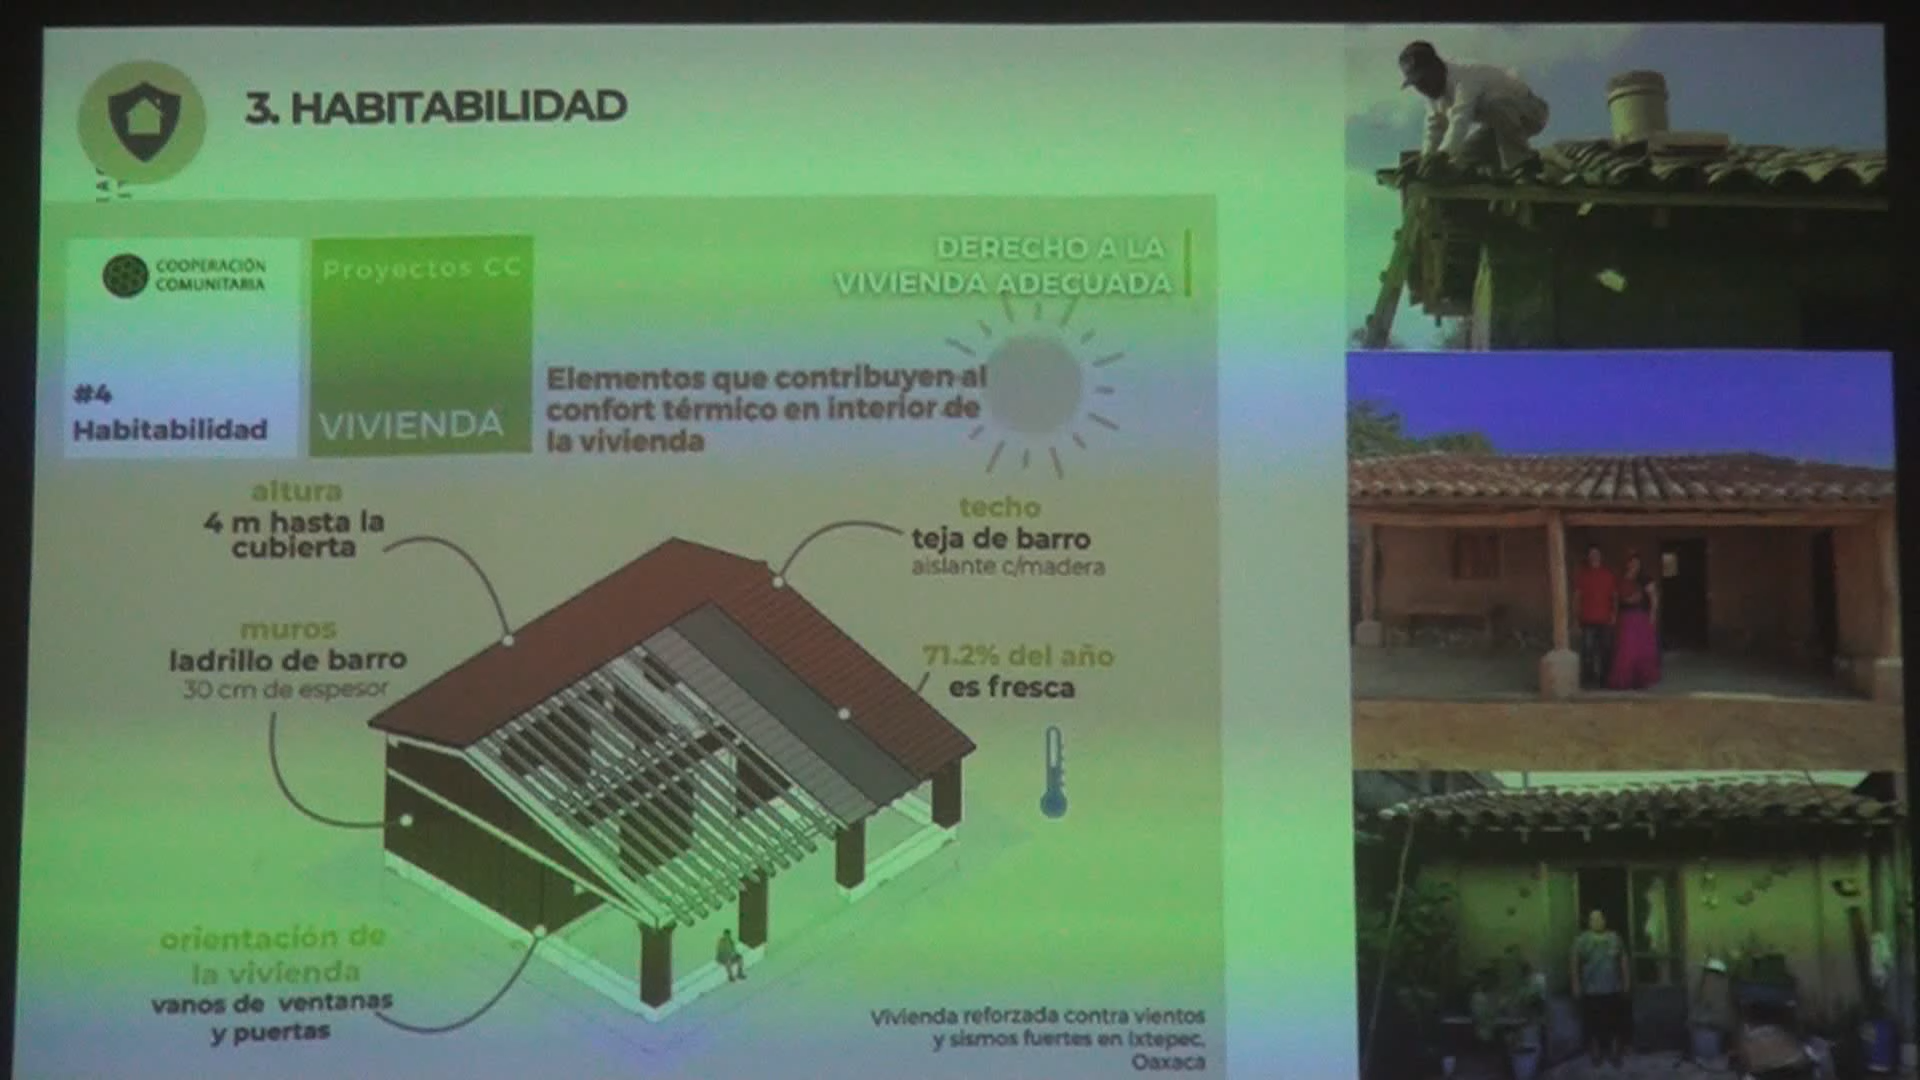 3. HABITABILIDAD
COOPERACIÓN
COMUNITARIA
#4
Habitabilidad
Proyectos CC
VIVIENDA
DERECHO A LA
VIVIENDA ADECUADA
Elementos que contribuyen al
confort térmico en interior de
la vivienda
altura
4 m hasta la
cubierta
techo
teja de barro
aislante c/madera
muros
ladrillo de barro
30 cm de espesor
71.2% del año
es fresca
orientación de
la vivienda
vanos de ventanas
y puertas
Vivienda reforzada contra vientos
y sismos fuertes en Ixtepec,
Oaxaca